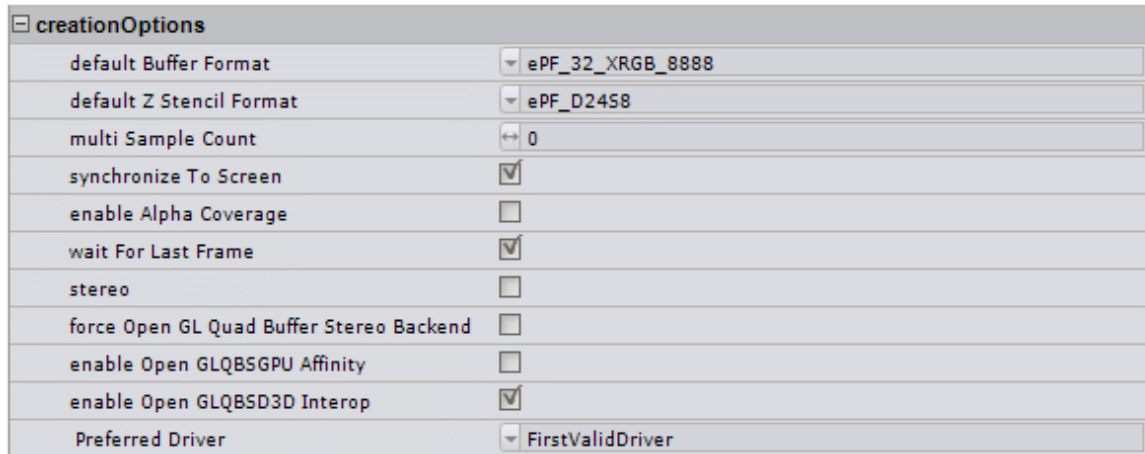 creationOptions
default Buffer Format ePF_32_XRGB_8888
default Z Stencil Format ePF_D24S8
multi Sample Count 0
synchronize To Screen
enable Alpha Coverage
wait For Last Frame
stereo
force Open GL Quad Buffer Stereo Backend
enable Open GLQBSGPU Affinity
enable Open GLQBSD3D Interop
Preferred Driver FirstValidDriver